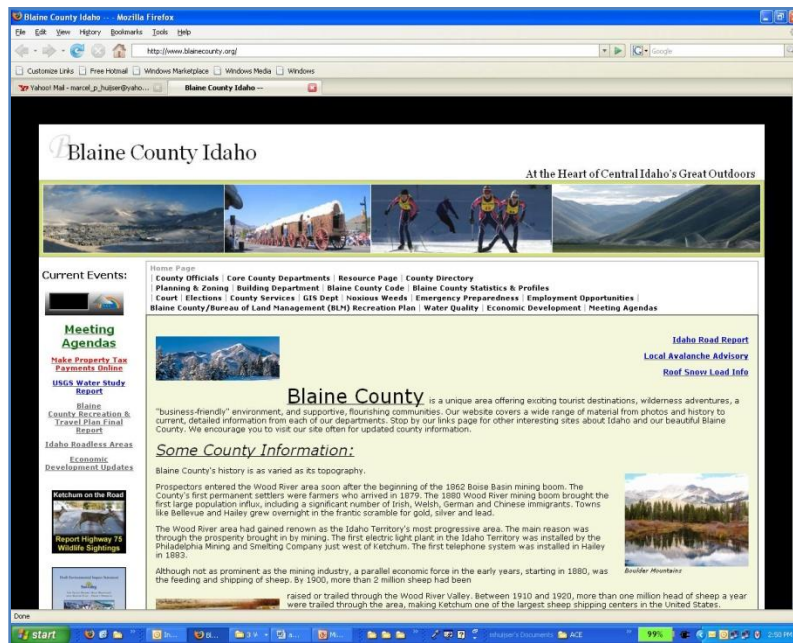 Blaine County Idaho -- - Mozilla Firefox
File Edit View History Bookmarks Tools Help
http://www.blainecounty.org/
Google
Customize Links Free Hotmail Windows Marketplace Windows Media Windows
Yahoo! Mail - marcel_p_huijser@yaho...
Blaine County Idaho --
Blaine County Idaho
At the Heart of Central Idaho's Great Outdoors
Current Events:
Meeting
Agendas
Make Property Tax
Payments Online
USGS Water Study
Report
Blaine
County Recreation &
Travel Plan Final
Report
Idaho Roadless Areas
Economic
Development Updates
Ketchum on the Road
Report Highway 75
Wildlife Sightings
Home Page
| County Officials | Core County Departments | Resource Page | County Directory
| Planning & Zoning | Building Department | Blaine County Code | Blaine County Statistics & Profiles
| Court | Elections | County Services | GIS Dept | Noxious Weeds | Emergency Preparedness | Employment Opportunities |
Blaine County/Bureau of Land Management (BLM) Recreation Plan | Water Quality | Economic Development | Meeting Agendas
Idaho Road Report
Local Avalanche Advisory
Roof Snow Load Info
Blaine County is a unique area offering exciting tourist destinations, wilderness adventures, a
"business-friendly" environment, and supportive, flourishing communities. Our website covers a wide range of material from photos and history to
current, detailed information from each of our departments. Stop by our links page for other interesting sites about Idaho and our beautiful Blaine
County. We encourage you to visit our site often for updated county information.
Some County Information:
Blaine County's history is as varied as its topography.
Prospectors entered the Wood River area soon after the beginning of the 1862 Boise Basin mining boom. The
County's first permanent settlers were farmers who arrived in 1879. The 1880 Wood River mining boom brought the
first large population influx, including a significant number of Irish, Welsh, German and Chinese immigrants. Towns
like Bellevue and Hailey grew overnight in the frantic scramble for gold, silver and lead.
The Wood River area had gained renown as the Idaho Territory's most progressive area. The main reason was
through the prosperity brought in by mining. The first electric light plant in the Idaho Territory was installed by the
Philadelphia Mining and Smelting Company just west of Ketchum. The first telephone system was installed in Hailey
in 1883.
Boulder Mountains
Although not as prominent as the mining industry, a parallel economic force in the early years, starting in 1880, was
the feeding and shipping of sheep. By 1900, more than 2 million sheep had been
raised or trailed through the Wood River Valley. Between 1910 and 1920, more than one million head of sheep a year
were trailed through the area, making Ketchum one of the largest sheep shipping centers in the United States.
Done
start
mhuijser's Documents
ACE
99%
2:50 PM